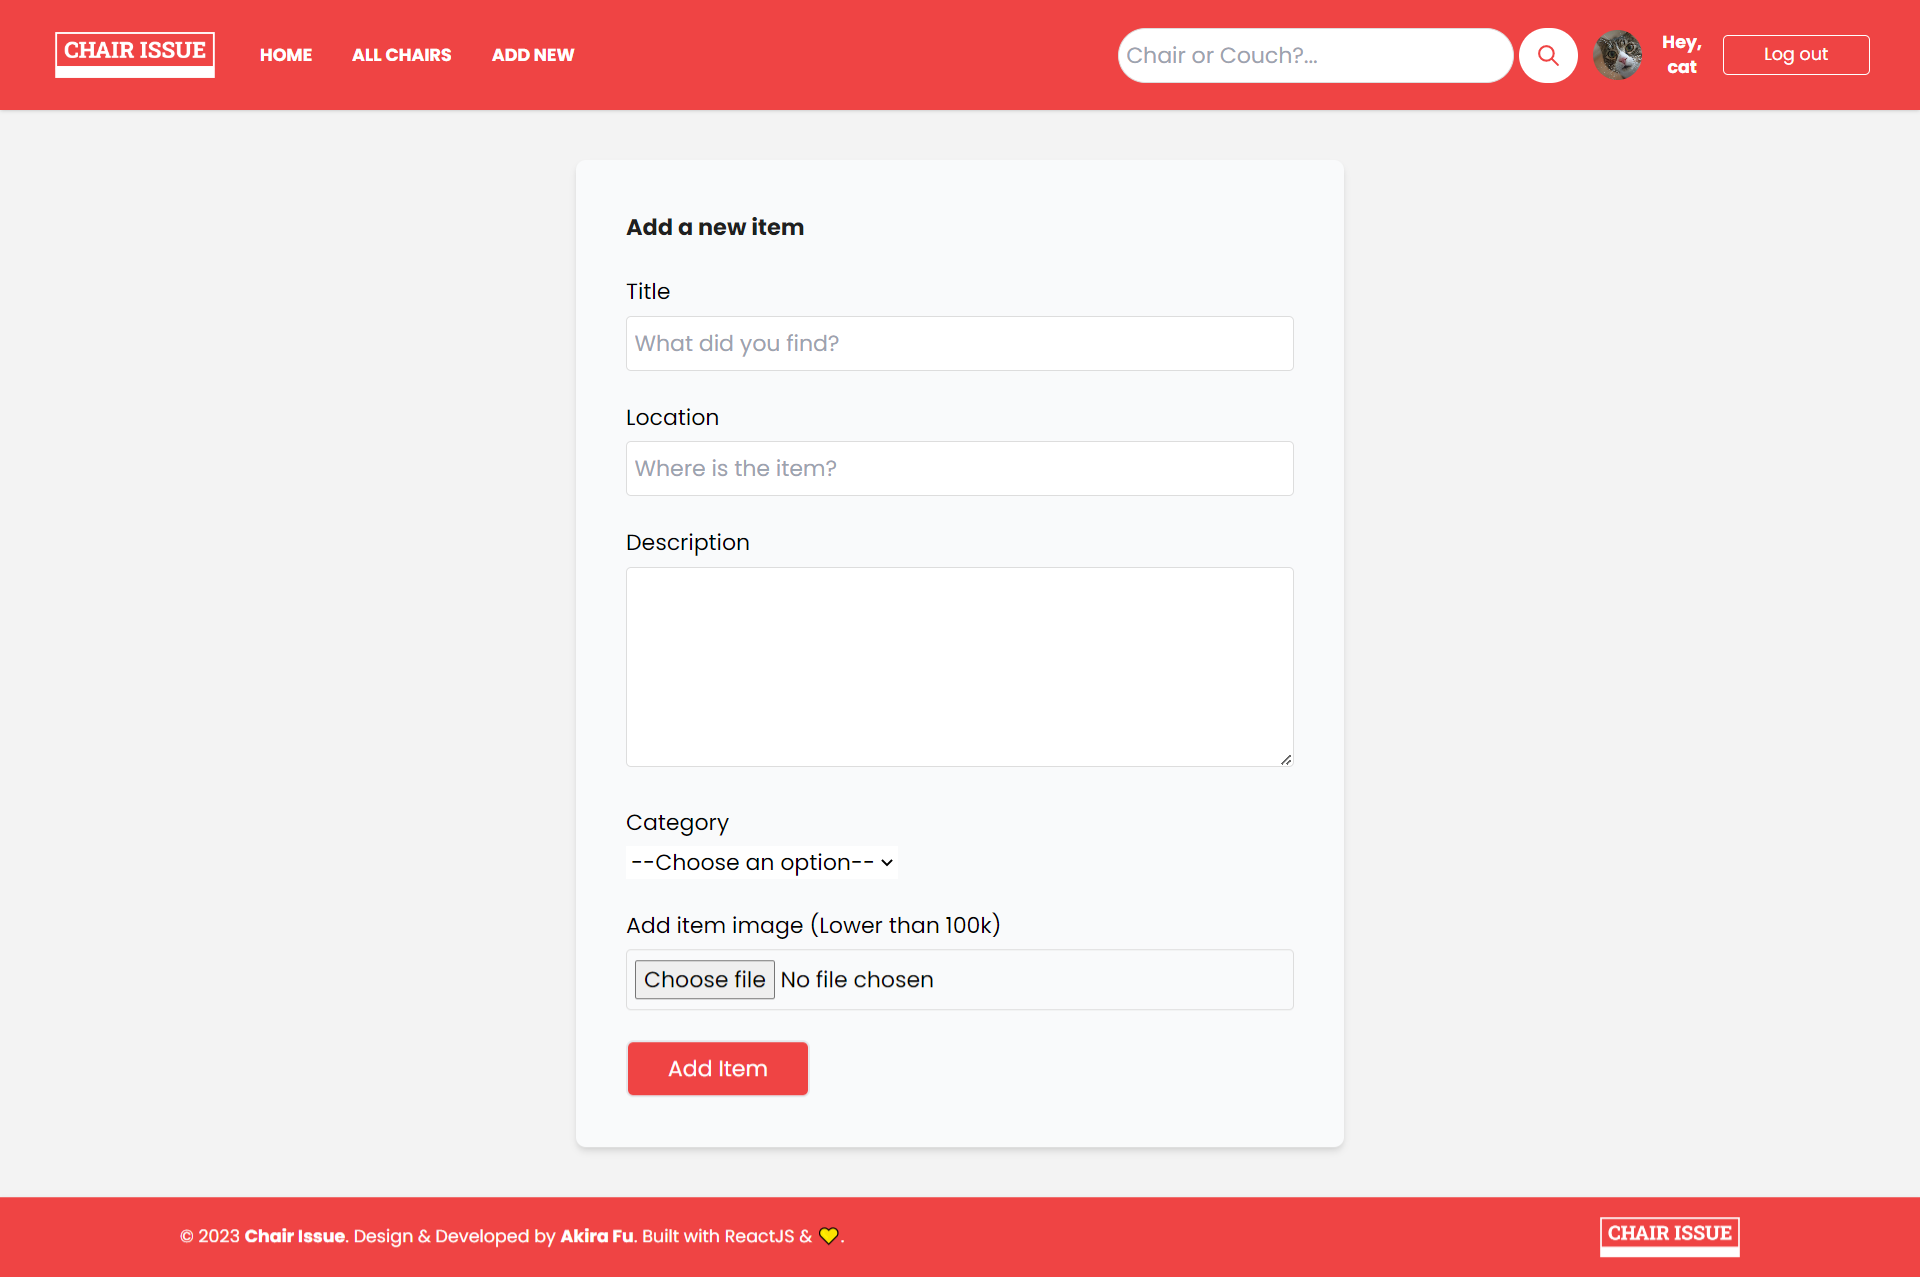 CHAIR ISSUE
HOME
ALL CHAIRS
ADD NEW
Chair or Couch?...
Hey,
cat
Log out
Add a new item
Title
What did you find?
Location
Where is the item?
Description
Category
--Choose an option--
Add item image (Lower than 100k)
Choose file No file chosen
Add Item
© 2023 Chair Issue. Design & Developed by Akira Fu. Built with ReactJS & 💛.
CHAIR ISSUE